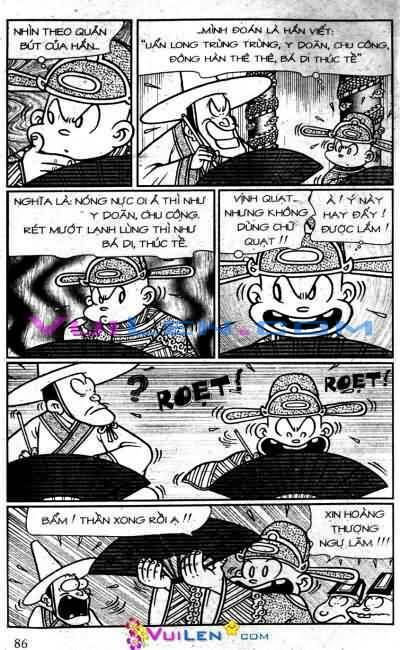 NHÌN THEO QUẢN
BÚT CỦA HẮN...
...MÌNH ĐOÁN LÀ HẮN VIẾT:
"UẨN LONG TRÙNG TRÙNG, Y DOÃN, CHU CÔNG,
ĐÔNG HÀN THÊ THÊ, BÁ DI THÚC TỀ"
NGHĨA LÀ: NÓNG NỰC OI Ả THÌ NHƯ
Y DOÃN, CHU CÔNG.
RÉT MƯỚT LẠNH LÙNG THÌ NHƯ
BÁ DI, THÚC TỀ.
VỊNH QUẠT...
NHƯNG KHÔNG
DÙNG CHỮ
QUẠT !!
À ! Ý NÀY
HAY ĐẤY !
ĐƯỢC LẮM !
VuiLen.com
?
ROẸT !
ROẸT !
BẨM ! THẦN XONG RỒI Ạ !!
XIN HOÀNG
THƯỢNG
NGỰ LÃM !!!
86
VuiLen.com